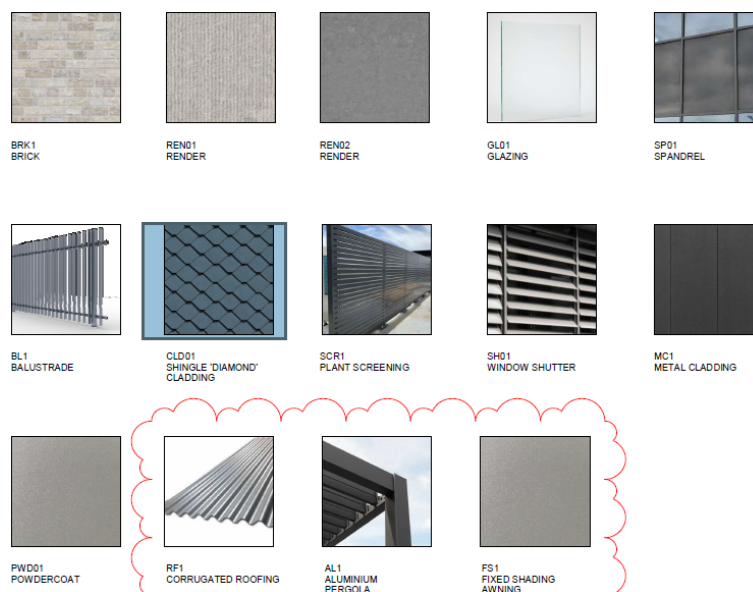 BRK1
BRICK
REN01
RENDER
REN02
RENDER
GL01
GLAZING
SP01
SPANDREL
BL1
BALUSTRADE
CLD01
SHINGLE 'DIAMOND'
CLADDING
SCR1
PLANT SCREENING
SH01
WINDOW SHUTTER
MC1
METAL CLADDING
PWD01
POWDERCOAT
RF1
CORRUGATED ROOFING
AL1
ALUMINIUM
PERGOLA
FS1
FIXED SHADING
AWNING